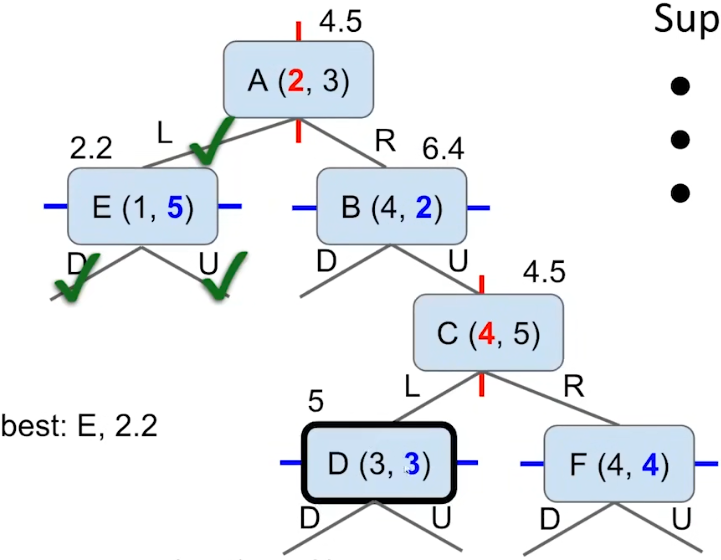 Sup
4.5
A (2, 3)
L
R
2.2
6.4
E (1, 5)
B (4, 2)
D
U
D
U
4.5
C (4, 5)
L
R
5
best: E, 2.2
D (3, 3)
F (4, 4)
D
U
D
U